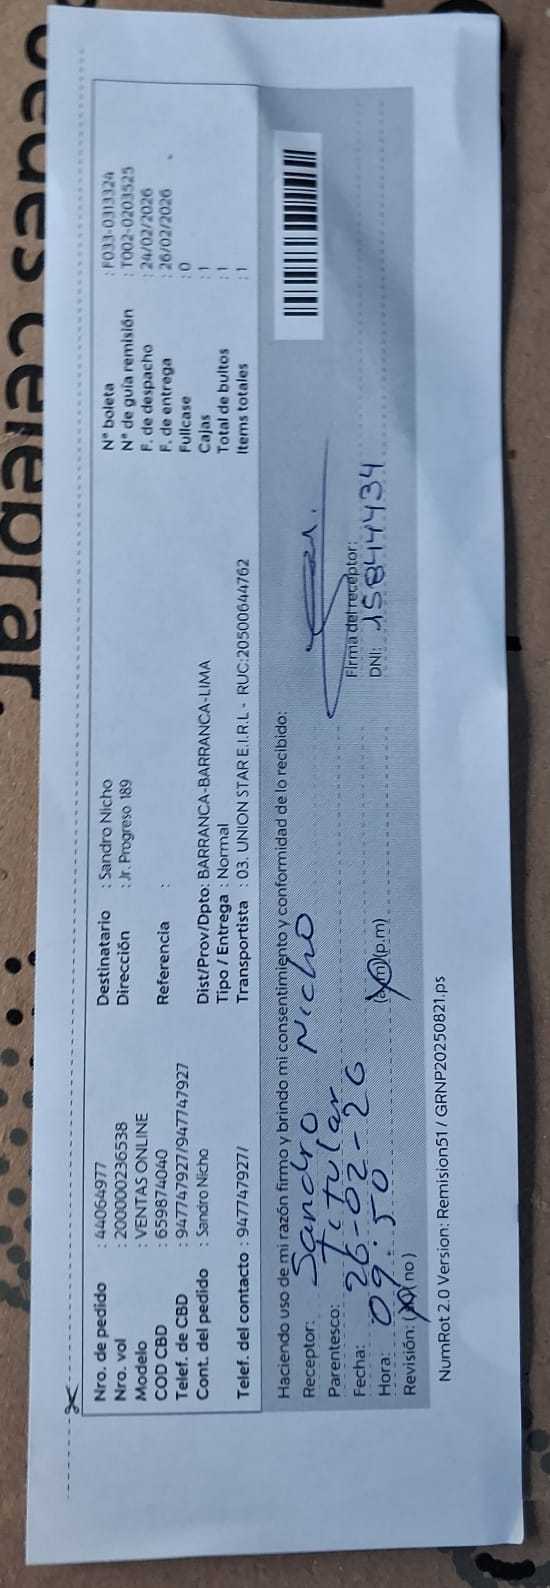 Nro. de pedido : 44064977
Nro. vol : 200000236538
Modelo : VENTAS ONLINE
COD CBD : 659874040
Telef. de CBD : 947747927/947747927
Cont. del pedido : Sandro Nicho
Telef. del contacto : 947747927/
Destinatario : Sandro Nicho
Dirección : Jr. Progreso 189
Referencia :
Dist/Prov/Dpto: BARRANCA-BARRANCA-LIMA
Tipo / Entrega : Normal
Transportista : 03. UNION STAR E.I.R.L - RUC:20500644762
N° boleta : F033-0313324
N° de guía remisión : T002-0203525
F. de despacho : 24/02/2026
F. de entrega : 26/02/2026
Fullcase : 0
Cajas : 1
Total de bultos : 1
Items totales : 1
Haciendo uso de mi razón firmo y brindo mi consentimiento y conformidad de lo recibido:
Receptor: Sandro Nicho
Parentesco: Titular
Fecha: 26-02-26
Hora: 09:50 (a.m)(p.m)
Revisión: (no)
Firma del receptor:
DNI: 15844434
NumRot 2.0 Version: Remision51 / GRNP20250821.ps
celebrar